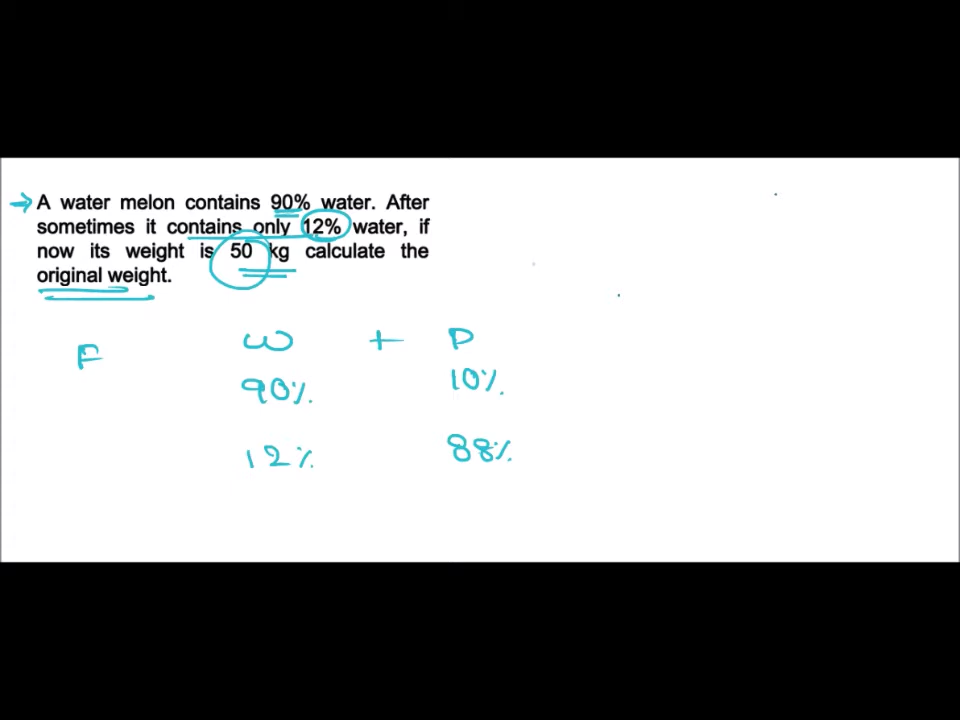 → A water melon contains 90% water. After
sometimes it contains only 12% water, if
now its weight is 50 kg calculate the
original weight.
F W + P
90% 10%
12% 88%